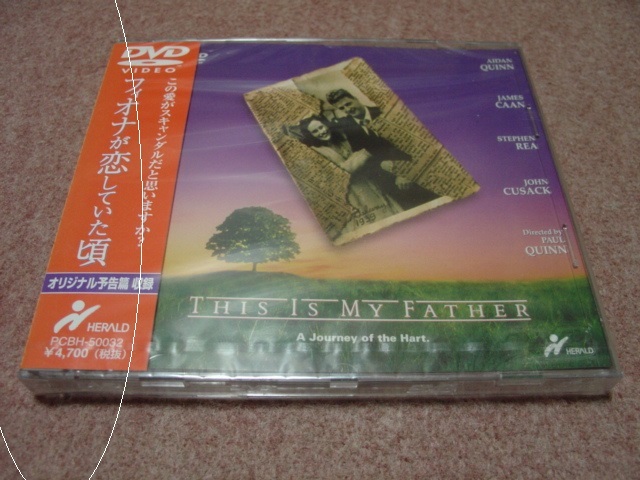 DVD
VIDEO
この愛がスキャンダルだと思いますか?
フィオナが恋していた頃
オリジナル予告篇 収録
HERALD
PCBH-50032
¥4,700(税抜)
AIDAN
QUINN
JAMES
CAAN
STEPHEN
REA
JOHN
CUSACK
Directed by
PAUL
QUINN
1939
THIS IS MY FATHER
A Journey of the Hart.
HERALD